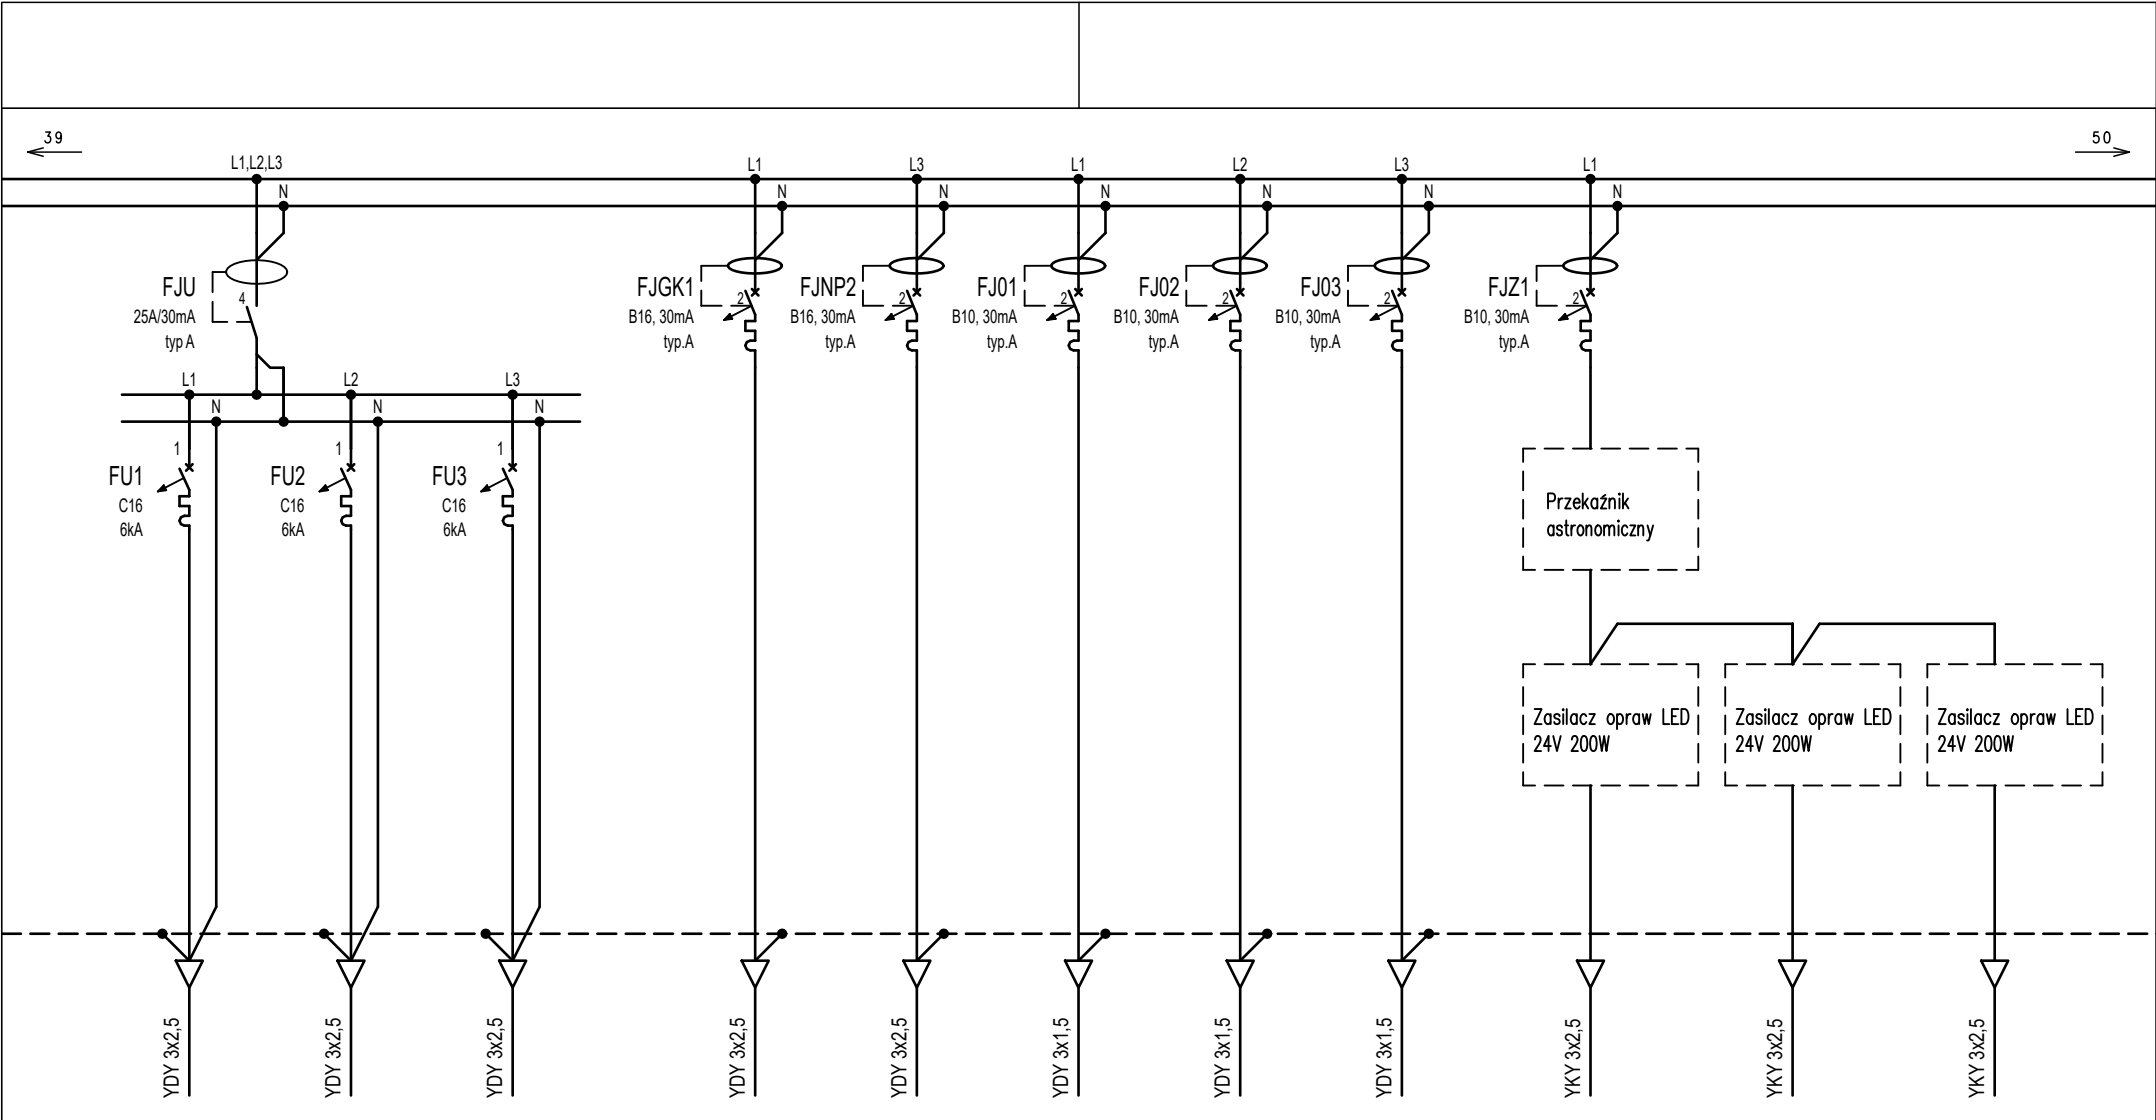 39
50
L1,L2,L3
L1
L3
L1
L2
L3
L1
N
N
N
N
N
N
N
FJU
25A/30mA
typ A
4
FJGK1
B16, 30mA
typ.A
2
FJNP2
B16, 30mA
typ.A
2
FJ01
B10, 30mA
typ.A
2
FJ02
B10, 30mA
typ.A
2
FJ03
B10, 30mA
typ.A
2
FJZ1
B10, 30mA
typ.A
2
L1
L2
L3
N
N
N
1
1
1
FU1
C16
6kA
FU2
C16
6kA
FU3
C16
6kA
Przekaźnik
astronomiczny
Zasilacz opraw LED
24V 200W
Zasilacz opraw LED
24V 200W
Zasilacz opraw LED
24V 200W
YDY 3x2,5
YDY 3x2,5
YDY 3x2,5
YDY 3x2,5
YDY 3x2,5
YDY 3x1,5
YDY 3x1,5
YDY 3x1,5
YKY 3x2,5
YKY 3x2,5
YKY 3x2,5